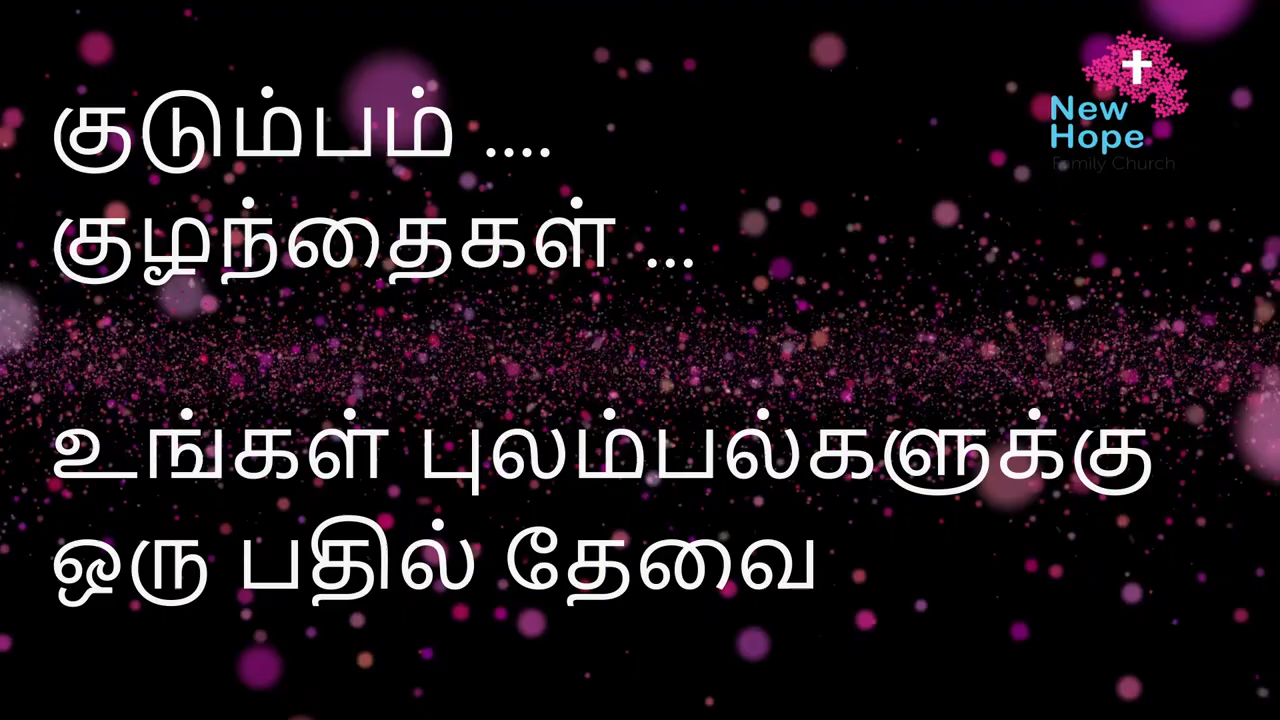 குடும்பம் ....
குழந்தைகள் ...
உங்கள் புலம்பல்களுக்கு
ஒரு பதில் தேவை
New
Hope
Family Church